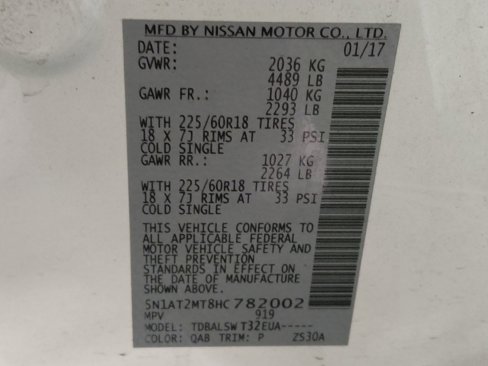 MFD BY NISSAN MOTOR CO., LTD.
DATE: 01/17
GVWR: 2036 KG
4489 LB
GAWR FR.: 1040 KG
2293 LB
WITH 225/60R18 TIRES
18 X 7J RIMS AT 33 PSI
COLD SINGLE
GAWR RR.: 1027 KG
2264 LB
WITH 225/60R18 TIRES
18 X 7J RIMS AT 33 PSI
COLD SINGLE
THIS VEHICLE CONFORMS TO
ALL APPLICABLE FEDERAL
MOTOR VEHICLE SAFETY AND
THEFT PREVENTION
STANDARDS IN EFFECT ON
THE DATE OF MANUFACTURE
SHOWN ABOVE
5N1AT2MT8HC782002
MPV 919
MODEL: TDBALSW T32EUA-----
COLOR: QAB TRIM: P ZS30A